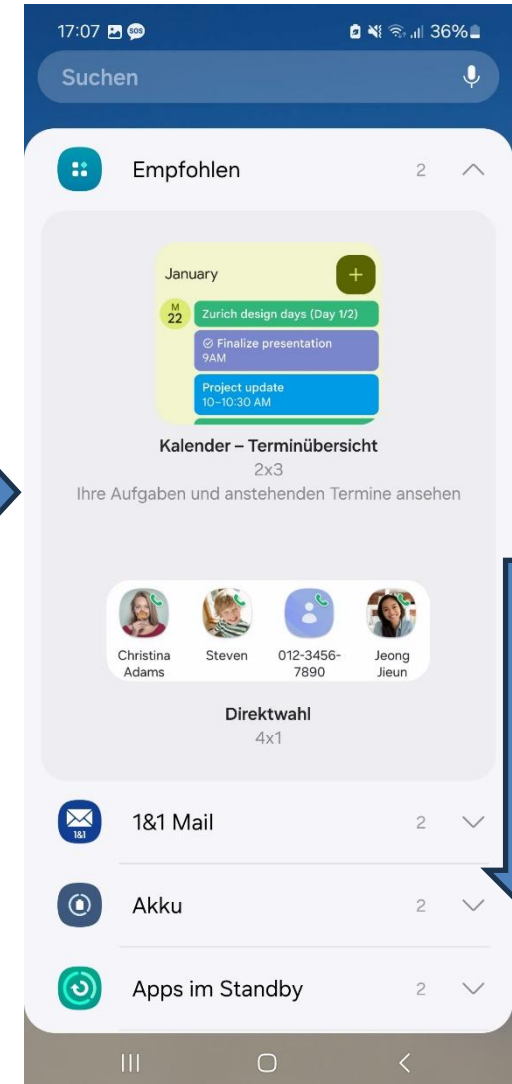 17:07 SOS 36%
Suchen
Empfohlen 2
January
+
M
22
Zurich design days (Day 1/2)
Finalize presentation
9AM
Project update
10–10:30 AM
Kalender – Terminübersicht
2x3
Ihre Aufgaben und anstehenden Termine ansehen
Christina Adams
Steven
012-3456-7890
Jeong Jieun
Direktwahl
4x1
1&1
1&1 Mail 2
Akku 2
Apps im Standby 2